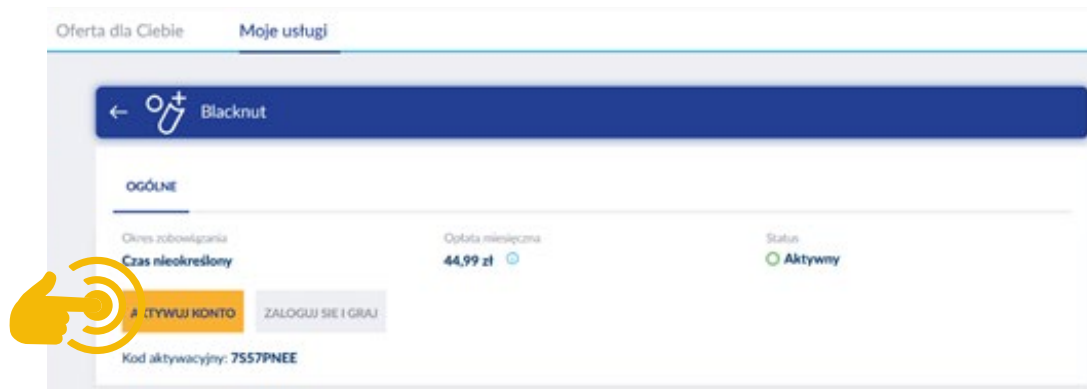 Oferta dla Ciebie Moje usługi
Blacknut
OGÓLNE
Okres zobowiązania Opłata miesięczna Status
Czas nieokreślony 44,99 zł Aktywny
AKTYWUJ KONTO ZALOGUJ SIE I GRAJ
Kod aktywacyjny: 7S57PNEE